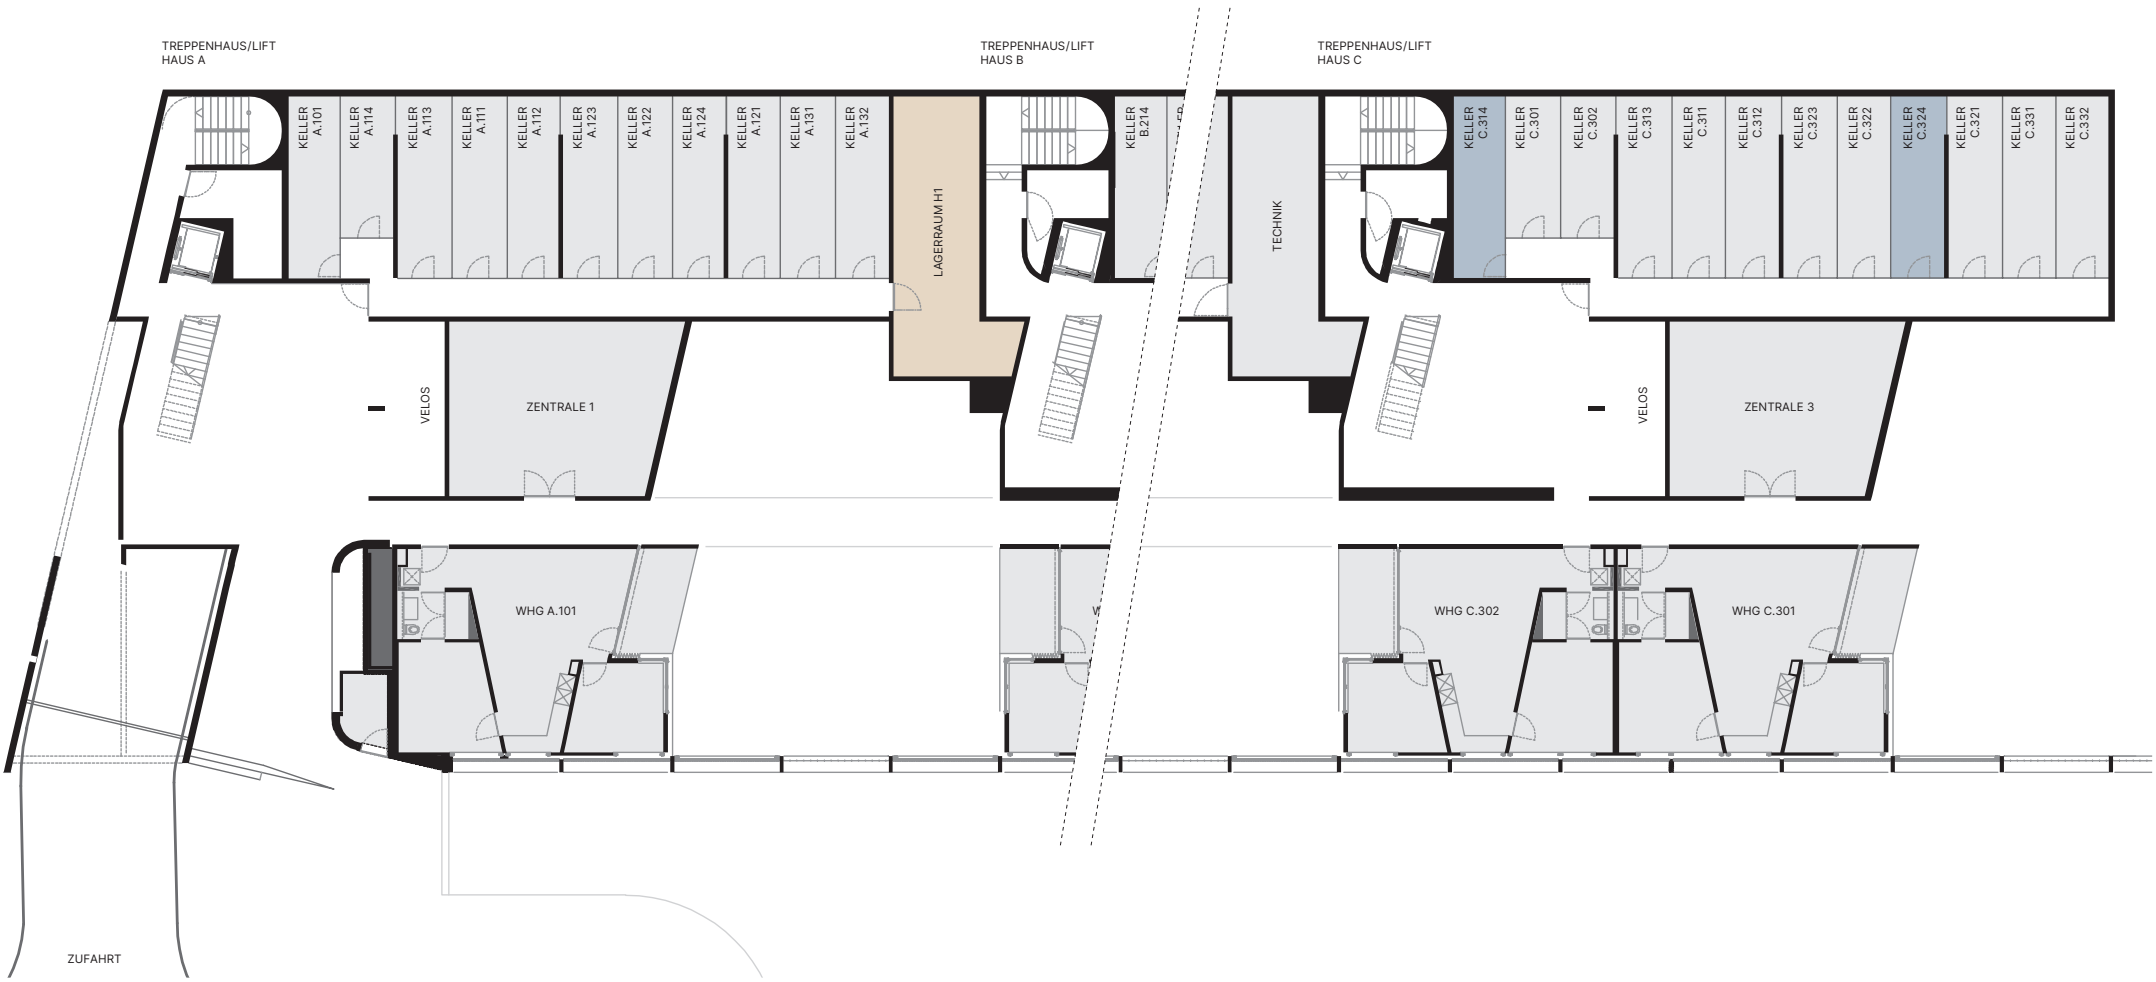 TREPPENHAUS/LIFT
HAUS A
TREPPENHAUS/LIFT
HAUS B
TREPPENHAUS/LIFT
HAUS C
KELLER
A.101
KELLER
A.114
KELLER
A.113
KELLER
A.111
KELLER
A.112
KELLER
A.123
KELLER
A.122
KELLER
A.124
KELLER
A.121
KELLER
A.131
KELLER
A.132
LAGERRAUM H1
KELLER
B.214
TECHNIK
KELLER
C.314
KELLER
C.301
KELLER
C.302
KELLER
C.313
KELLER
C.311
KELLER
C.312
KELLER
C.323
KELLER
C.322
KELLER
C.324
KELLER
C.321
KELLER
C.331
KELLER
C.332
VELOS
ZENTRALE 1
VELOS
ZENTRALE 3
WHG A.101
WHG C.302
WHG C.301
ZUFAHRT